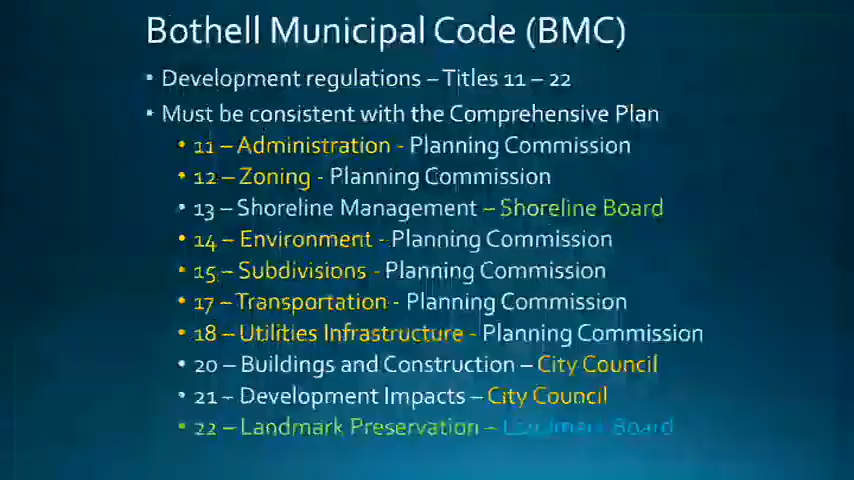 Bothell Municipal Code (BMC)
• Development regulations – Titles 11 – 22
• Must be consistent with the Comprehensive Plan
• 11 – Administration - Planning Commission
• 12 – Zoning - Planning Commission
• 13 – Shoreline Management – Shoreline Board
• 14 – Environment - Planning Commission
• 15 – Subdivisions - Planning Commission
• 17 – Transportation - Planning Commission
• 18 – Utilities Infrastructure - Planning Commission
• 20 – Buildings and Construction – City Council
• 21 – Development Impacts – City Council
• 22 – Landmark Preservation – Landmark Board